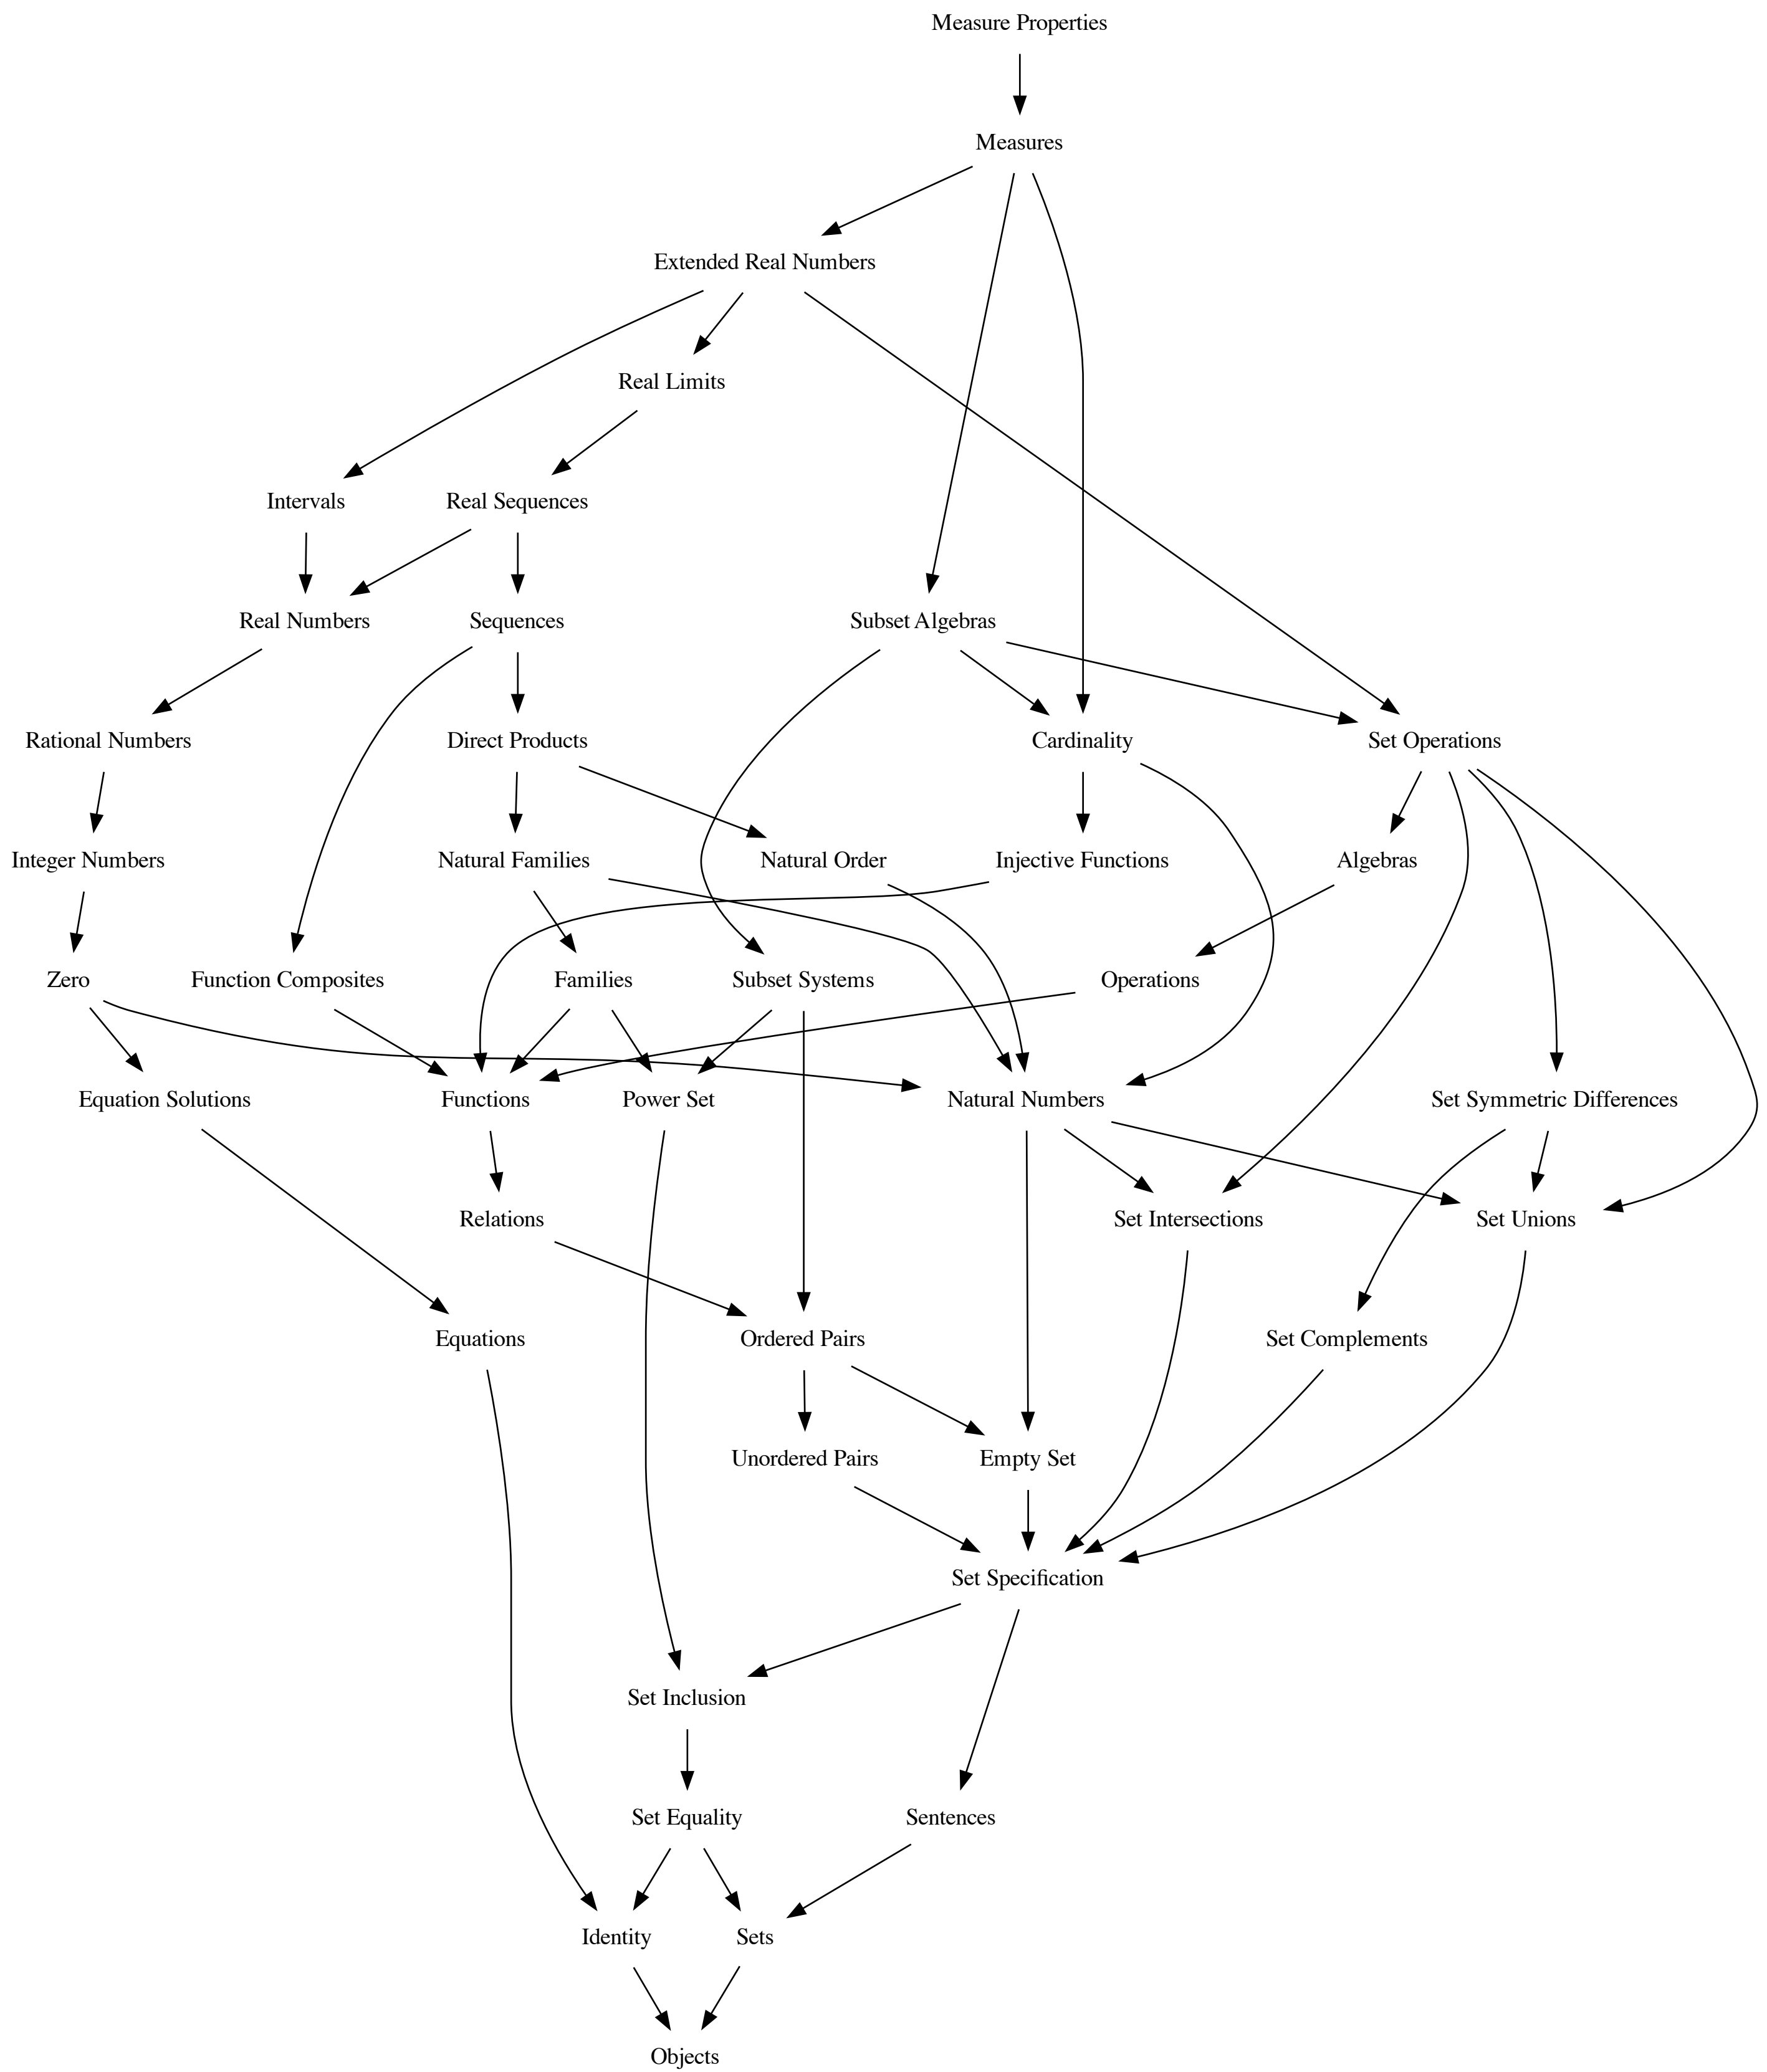 Measure Properties
Measures
Extended Real Numbers
Real Limits
Intervals
Real Sequences
Real Numbers
Sequences
Subset Algebras
Rational Numbers
Direct Products
Cardinality
Set Operations
Integer Numbers
Natural Families
Natural Order
Injective Functions
Algebras
Zero
Function Composites
Families
Subset Systems
Operations
Equation Solutions
Functions
Power Set
Natural Numbers
Set Symmetric Differences
Relations
Set Intersections
Set Unions
Equations
Ordered Pairs
Set Complements
Unordered Pairs
Empty Set
Set Specification
Set Inclusion
Set Equality
Sentences
Identity
Sets
Objects